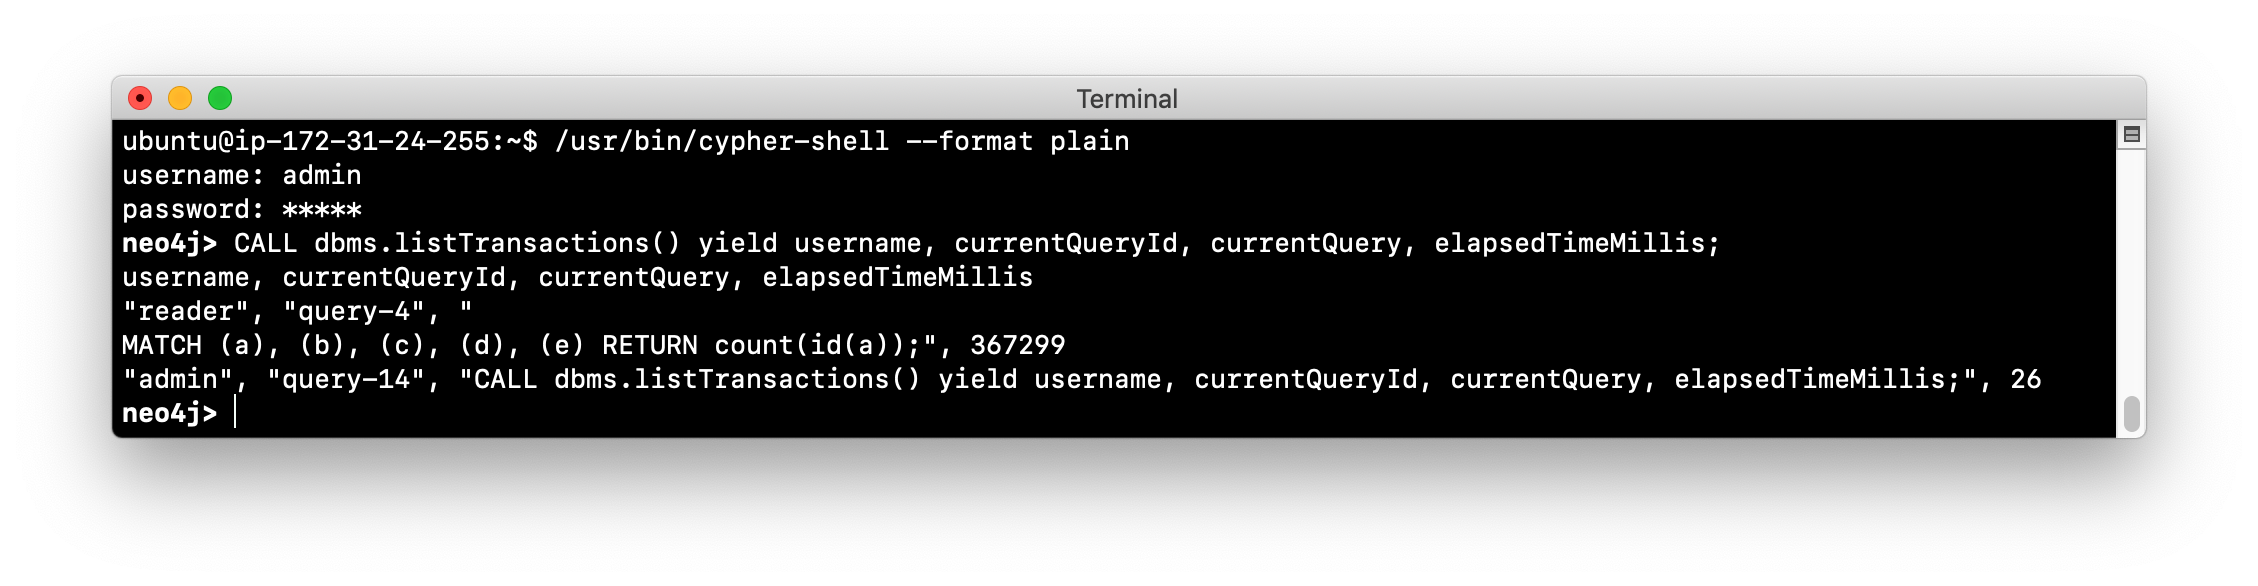 Terminal
ubuntu@ip-172-31-24-255:~$ /usr/bin/cypher-shell --format plain
username: admin
password: *****
neo4j> CALL dbms.listTransactions() yield username, currentQueryId, currentQuery, elapsedTimeMillis;
username, currentQueryId, currentQuery, elapsedTimeMillis
"reader", "query-4", "
MATCH (a), (b), (c), (d), (e) RETURN count(id(a));", 367299
"admin", "query-14", "CALL dbms.listTransactions() yield username, currentQueryId, currentQuery, elapsedTimeMillis;", 26
neo4j>